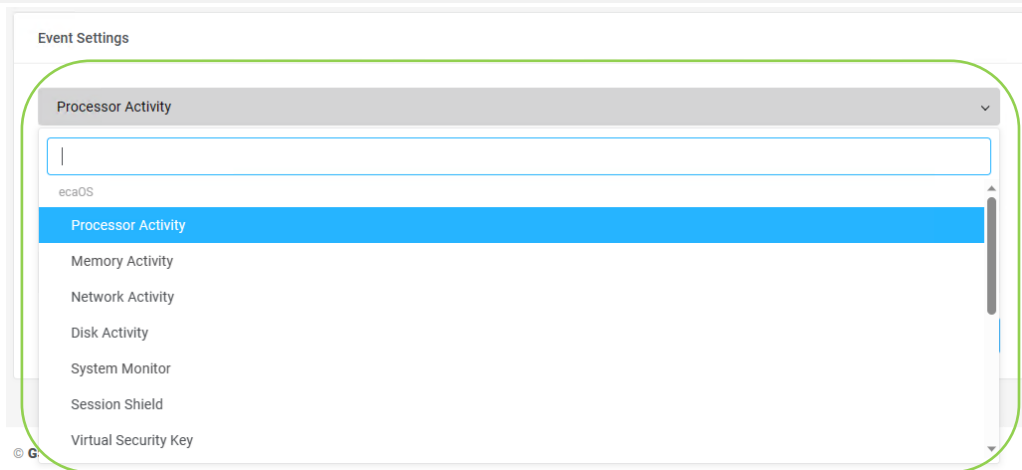 Event Settings
Processor Activity
ecaOS
Processor Activity
Memory Activity
Network Activity
Disk Activity
System Monitor
Session Shield
Virtual Security Key
©